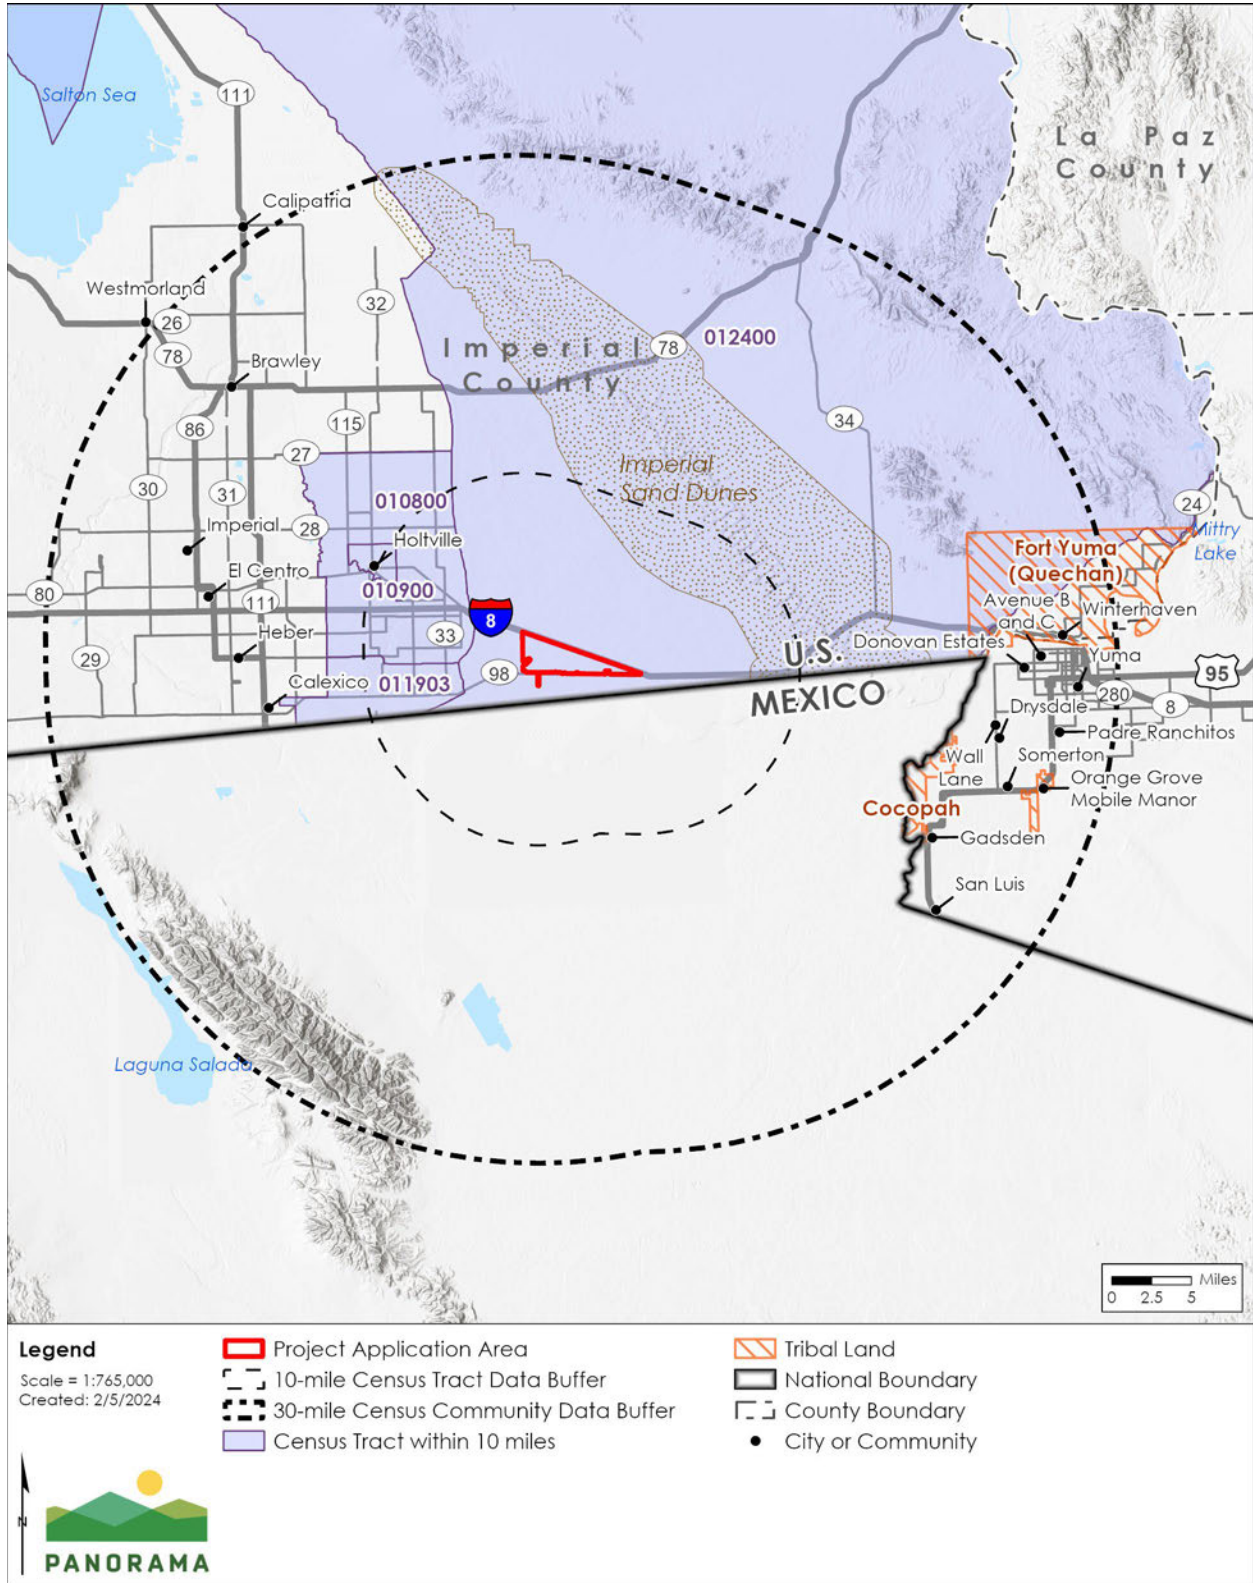 Salton Sea
111
La Paz
County
Calipatria
Westmorland
32
26
Imperial
County
78
012400
78
Brawley
115
34
86
27
Imperial
Sand Dunes
30
31
010800
24
Imperial
28
Holtville
Mittry
Lake
Fort Yuma
(Quechan)
El Centro
80
010900
Avenue B
and C
Winterhaven
111
8
Heber
33
U.S.
Donovan Estates
Yuma
29
98
95
Calexico
011903
MEXICO
280
8
Drysdale
Padre Ranchitos
Wall
Lane
Somerton
Orange Grove
Mobile Manor
Cocopah
Gadsden
San Luis
Laguna Salada
Miles
0 2.5 5
Legend
Scale = 1:765,000
Created: 2/5/2024
Project Application Area
10-mile Census Tract Data Buffer
30-mile Census Community Data Buffer
Census Tract within 10 miles
Tribal Land
National Boundary
County Boundary
City or Community
N
PANORAMA